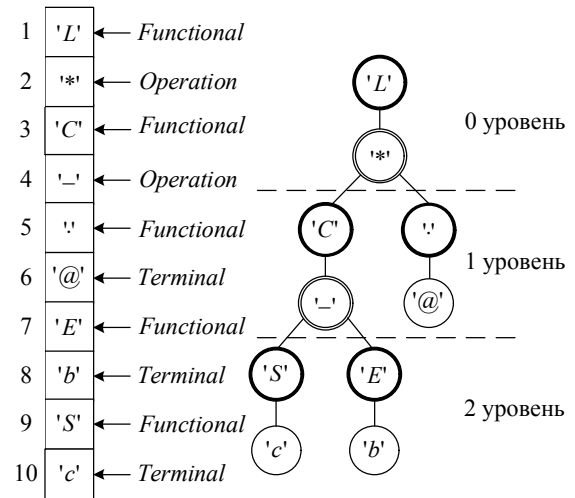 1 'L' Functional
2 '*' Operation
3 'C' Functional
4 '–' Operation
5 '∵' Functional
6 '@' Terminal
7 'E' Functional
8 'b' Terminal
9 'S' Functional
10 'c' Terminal
'L'
'*'
0 уровень
'C' '∵'
'–' '@'
1 уровень
'S' 'E'
'c' 'b'
2 уровень